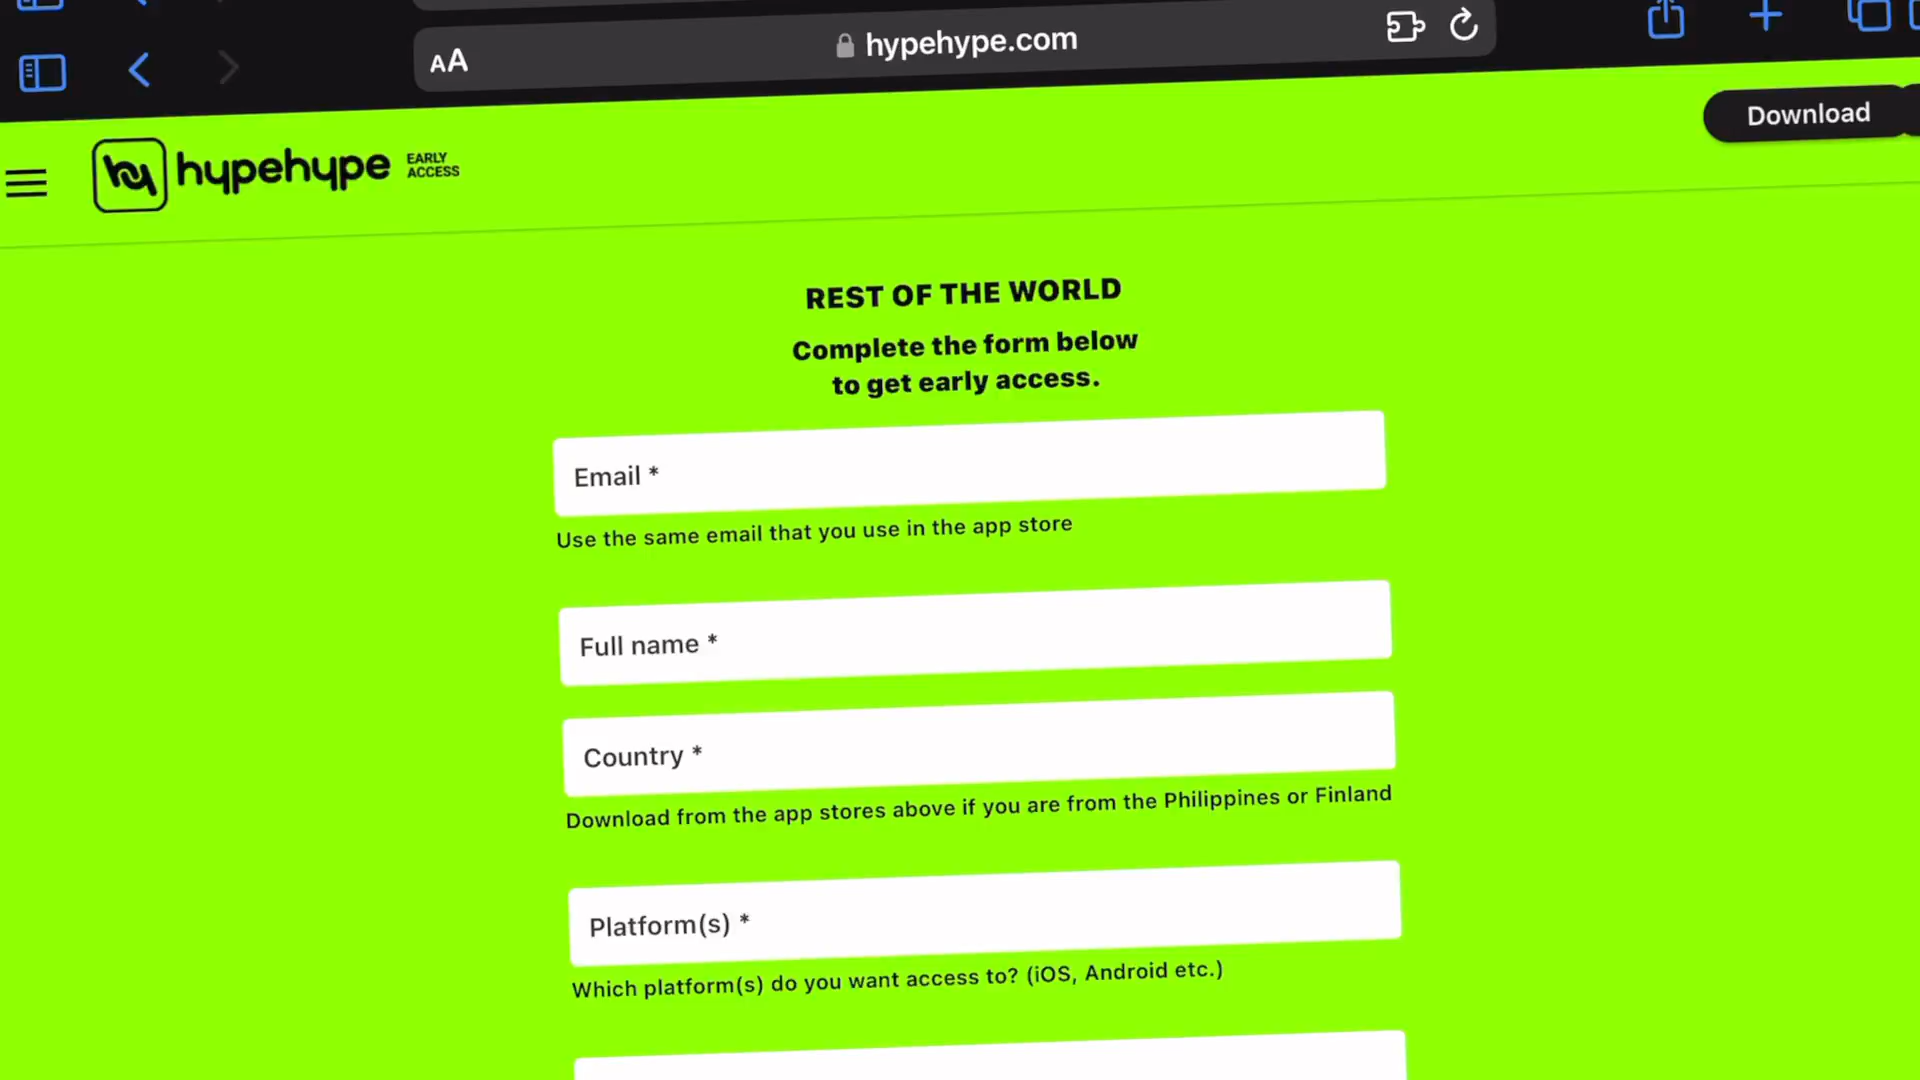 AA
hypehype.com
Download
hypehype
EARLY
ACCESS
REST OF THE WORLD
Complete the form below
to get early access.
Email *
Use the same email that you use in the app store
Full name *
Country *
Download from the app stores above if you are from the Philippines or Finland
Platform(s) *
Which platform(s) do you want access to? (iOS, Android etc.)